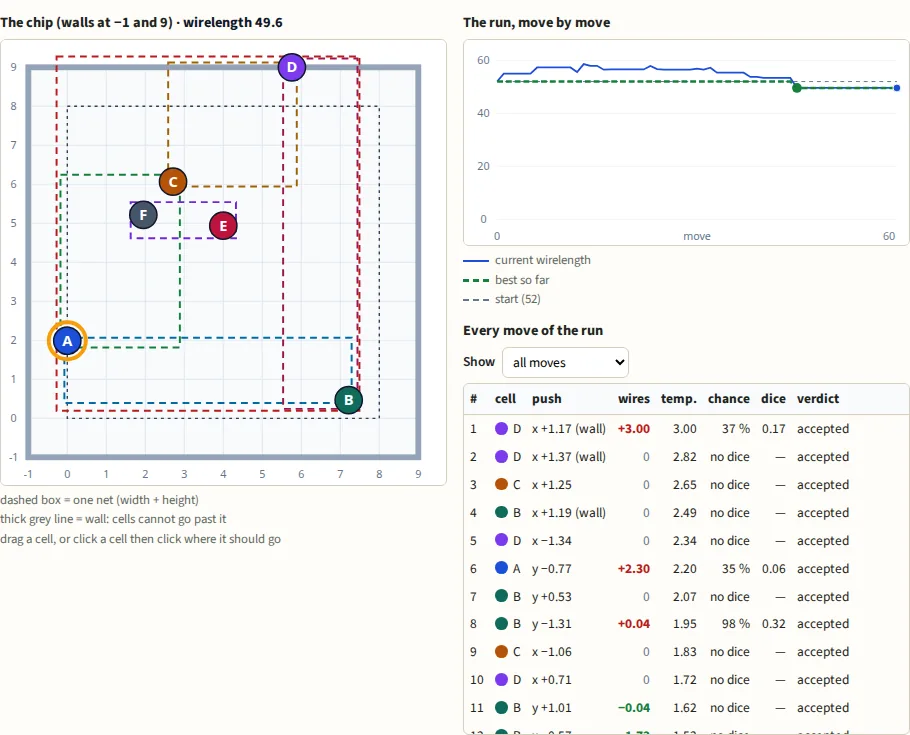 The chip (walls at −1 and 9) · wirelength 49.6
9
8
7
6
5
4
3
2
1
0
-1
-1 0 1 2 3 4 5 6 7 8 9
D
C
F
E
A
B
dashed box = one net (width + height)
thick grey line = wall: cells cannot go past it
drag a cell, or click a cell then click where it should go
The run, move by move
60
40
20
0
0 move 60
current wirelength
best so far
start (52)
Every move of the run
Show all moves
# cell push wires temp. chance dice verdict
1 D x +1.17 (wall) +3.00 3.00 37 % 0.17 accepted
2 D x +1.37 (wall) 0 2.82 no dice — accepted
3 C x +1.25 0 2.65 no dice — accepted
4 B x +1.19 (wall) 0 2.49 no dice — accepted
5 D x −1.34 0 2.34 no dice — accepted
6 A y −0.77 +2.30 2.20 35 % 0.06 accepted
7 B y +0.53 0 2.07 no dice — accepted
8 B y −1.31 +0.04 1.95 98 % 0.32 accepted
9 C x −1.06 0 1.83 no dice — accepted
10 D x +0.71 0 1.72 no dice — accepted
11 B y +1.01 −0.04 1.62 no dice — accepted